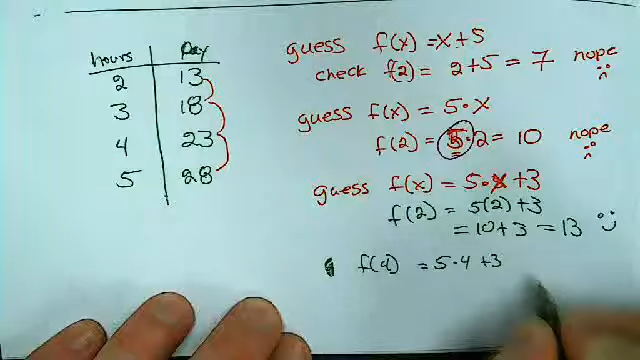 hours Pay
2 13
3 18
4 23
5 28
guess f(x) = x+5
check f(2) = 2+5 = 7 nope
guess f(x) = 5·x
f(2) = 5·2 = 10 nope
guess f(x) = 5·x +3
f(2) = 5(2) +3
= 10+3 = 13
f(4) = 5·4 +3